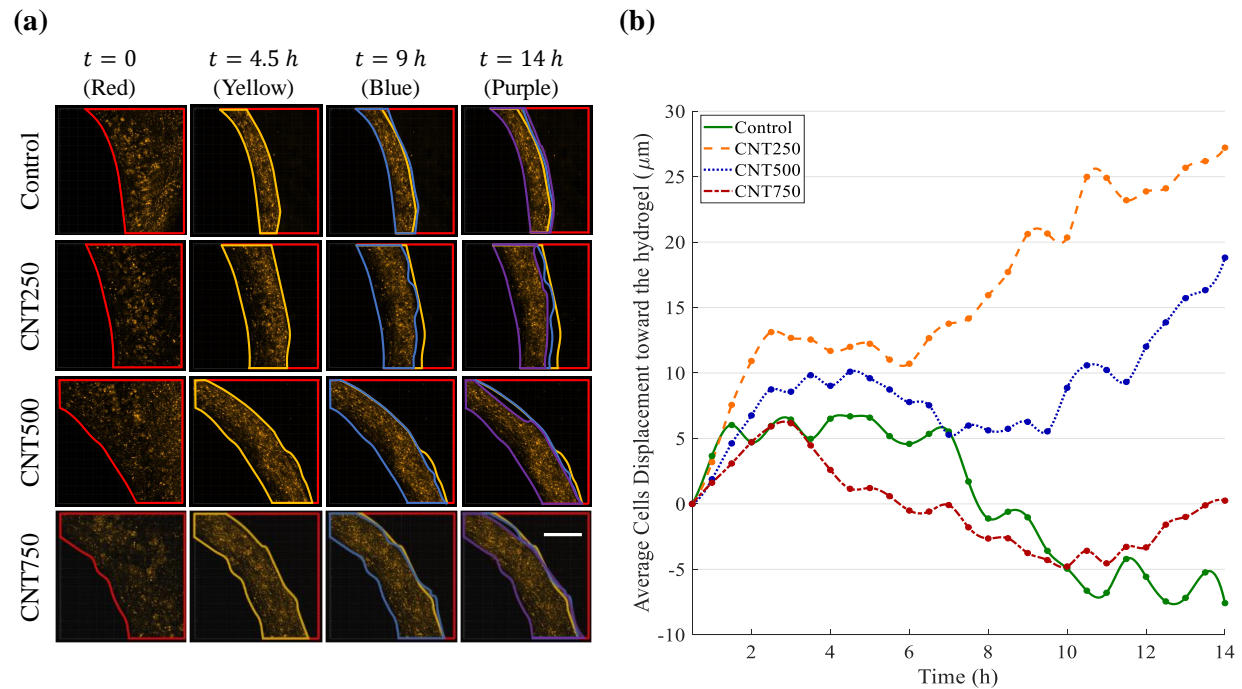 (a)
t = 0
(Red)
t = 4.5 h
(Yellow)
t = 9 h
(Blue)
t = 14 h
(Purple)
Control
CNT250
CNT500
CNT750
(b)
Average Cells Displacement toward the hydrogel (μm)
30
25
20
15
10
5
0
-5
-10
Control
CNT250
CNT500
CNT750
2
4
6
8
10
12
14
Time (h)